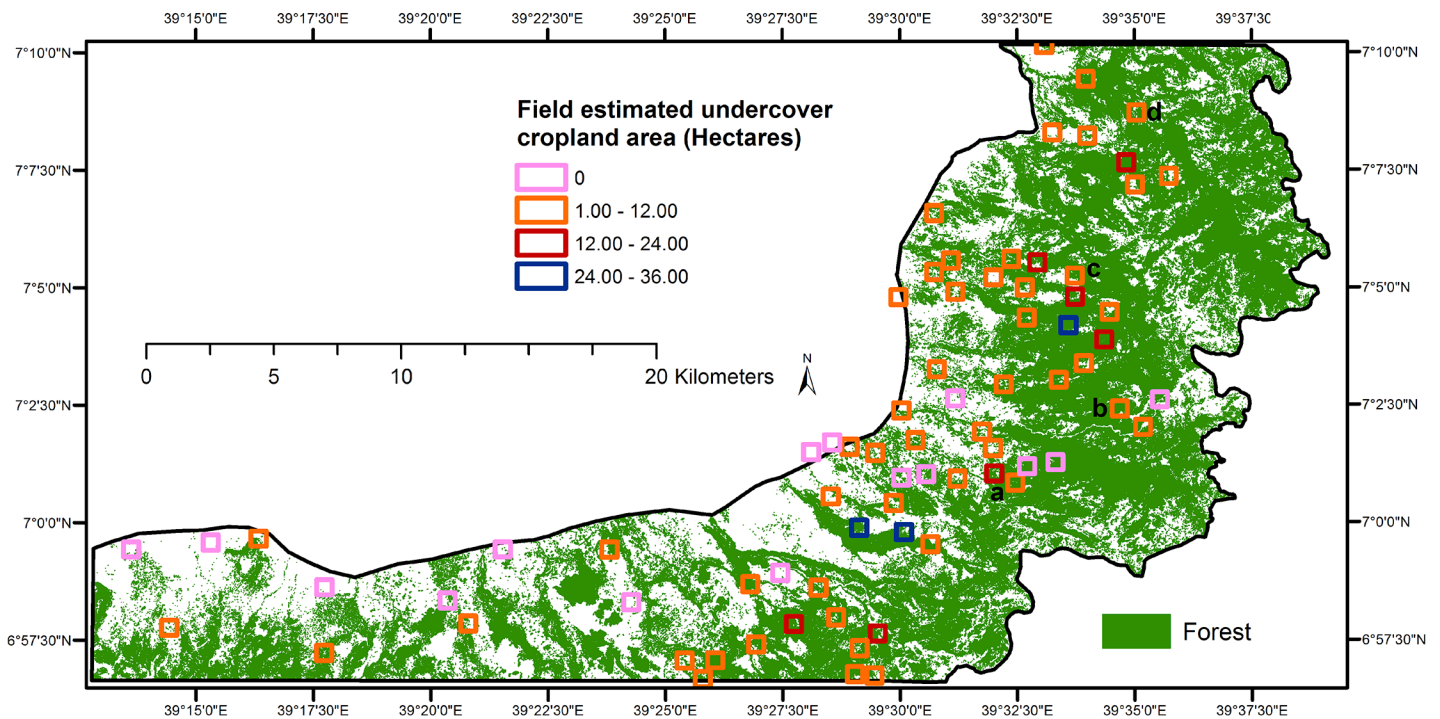 39°15'0"E 39°17'30"E 39°20'0"E 39°22'30"E 39°25'0"E 39°27'30"E 39°30'0"E 39°32'30"E 39°35'0"E 39°37'3(
7°10'0"N 7°10'0"N
Field estimated undercover
cropland area (Hectares)
d
7°7'30"N 7°7'30"N
0
1.00 - 12.00
12.00 - 24.00
24.00 - 36.00
c
7°5'0"N 7°5'0"N
N
0 5 10 20 Kilometers
7°2'30"N 7°2'30"N
b
a
7°0'0"N 7°0'0"N
Forest
6°57'30"N 6°57'30"N
39°15'0"E 39°17'30"E 39°20'0"E 39°22'30"E 39°25'0"E 39°27'30"E 39°30'0"E 39°32'30"E 39°35'0"E 39°37'30"E